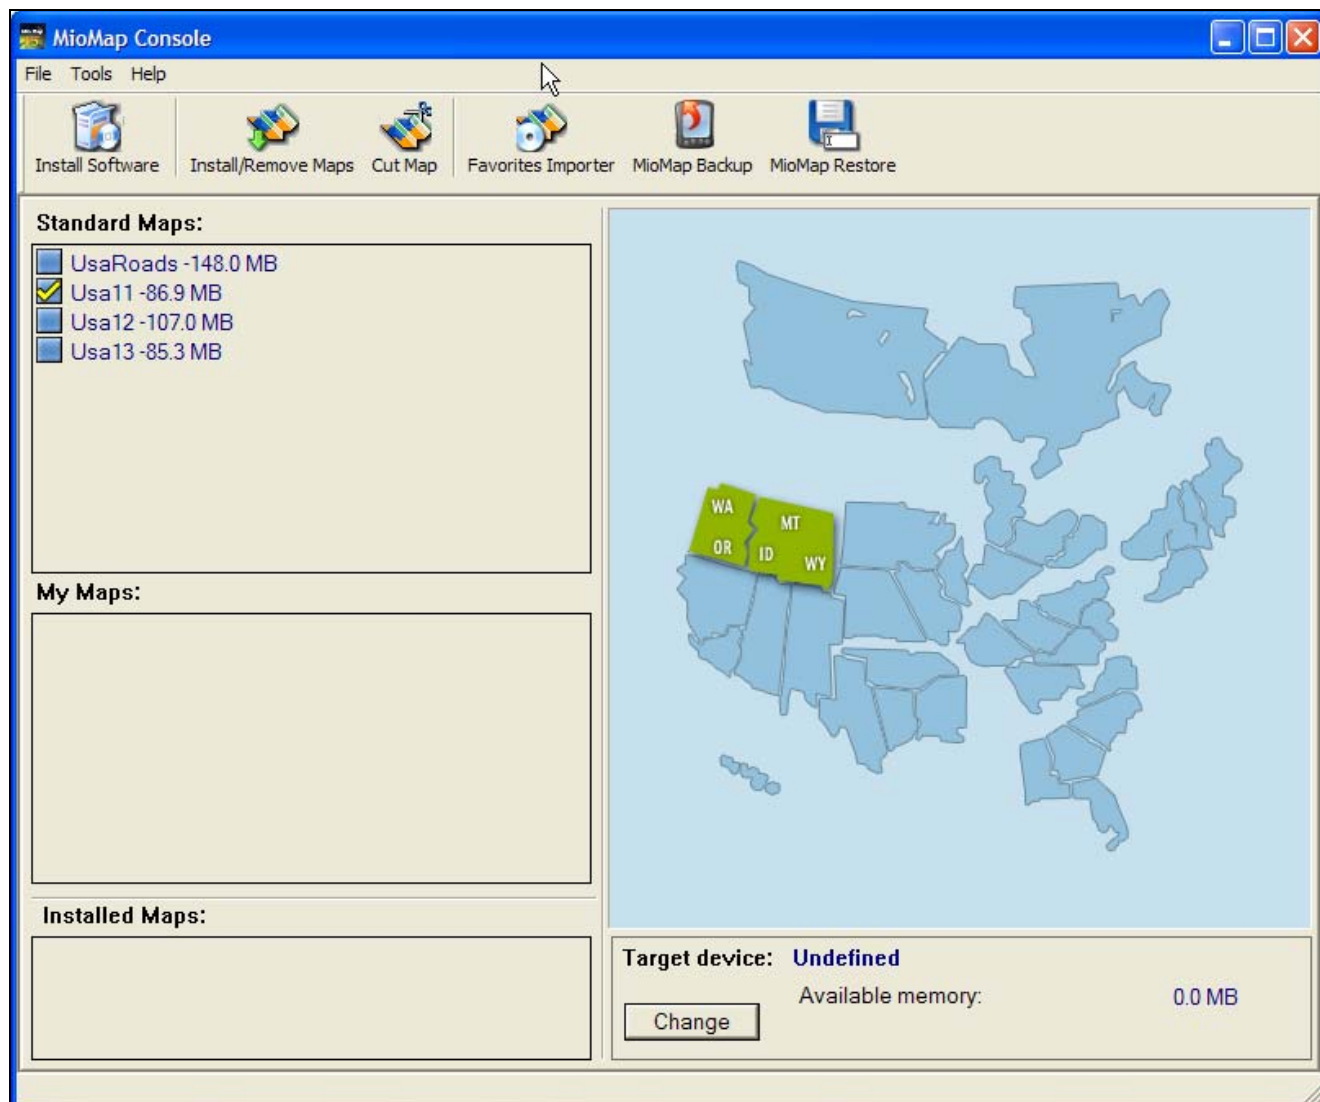 MioMap Console
File Tools Help
Install Software Install/Remove Maps Cut Map Favorites Importer MioMap Backup MioMap Restore
Standard Maps:
UsaRoads -148.0 MB
Usa11 -86.9 MB
Usa12 -107.0 MB
Usa13 -85.3 MB
WA
MT
OR
ID
WY
My Maps:
Installed Maps:
Target device: Undefined
Available memory: 0.0 MB
Change